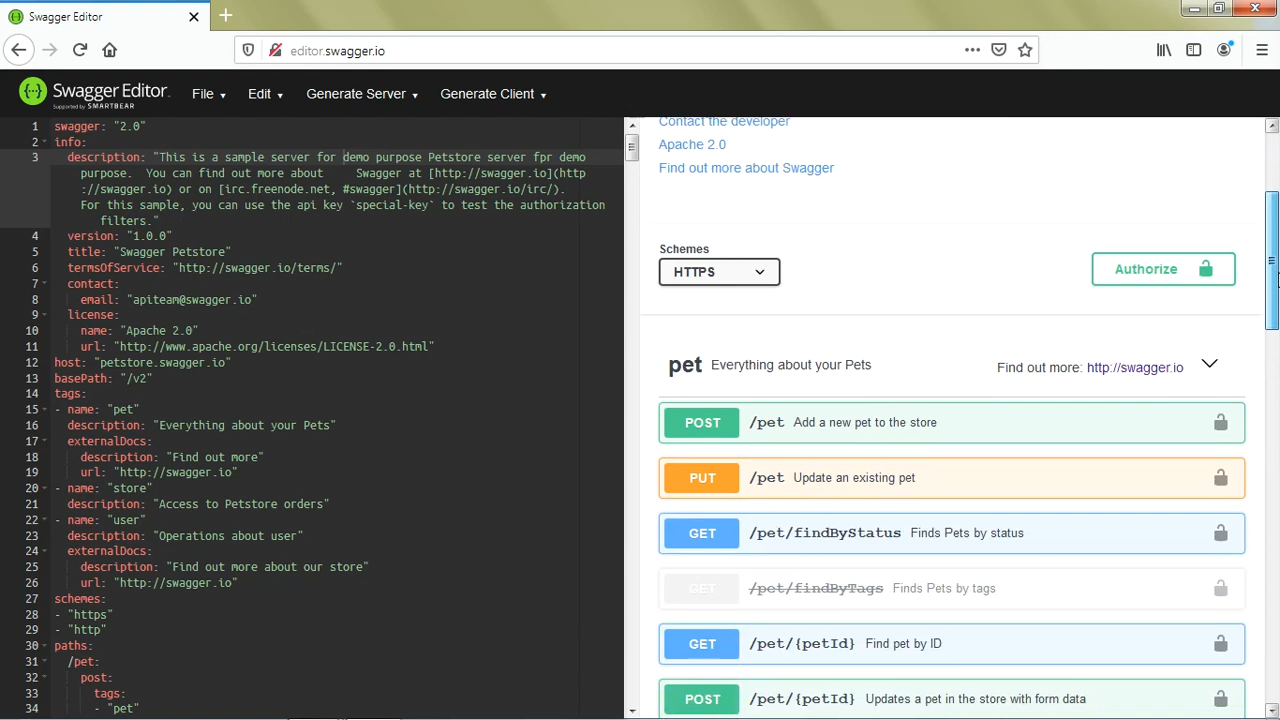 Swagger Editor
editor.swagger.io
Swagger Editor
Supported by SMARTBEAR
File Edit Generate Server Generate Client
1 swagger: "2.0"
2 info:
3 description: "This is a sample server for demo purpose Petstore server fpr demo
purpose. You can find out more about Swagger at [http://swagger.io](http
://swagger.io) or on [irc.freenode.net, #swagger](http://swagger.io/irc/).
For this sample, you can use the api key `special-key` to test the authorization
filters."
4 version: "1.0.0"
5 title: "Swagger Petstore"
6 termsOfService: "http://swagger.io/terms/"
7 contact:
8 email: "apiteam@swagger.io"
9 license:
10 name: "Apache 2.0"
11 url: "http://www.apache.org/licenses/LICENSE-2.0.html"
12 host: "petstore.swagger.io"
13 basePath: "/v2"
14 tags:
15 - name: "pet"
16 description: "Everything about your Pets"
17 externalDocs:
18 description: "Find out more"
19 url: "http://swagger.io"
20 - name: "store"
21 description: "Access to Petstore orders"
22 - name: "user"
23 description: "Operations about user"
24 externalDocs:
25 description: "Find out more about our store"
26 url: "http://swagger.io"
27 schemes:
28 - "https"
29 - "http"
30 paths:
31 /pet:
32 post:
33 tags:
34 - "pet"
Contact the developer
Apache 2.0
Find out more about Swagger
Schemes
HTTPS
Authorize
pet Everything about your Pets Find out more: http://swagger.io
POST /pet Add a new pet to the store
PUT /pet Update an existing pet
GET /pet/findByStatus Finds Pets by status
GET /pet/findByTags Finds Pets by tags
GET /pet/{petId} Find pet by ID
POST /pet/{petId} Updates a pet in the store with form data